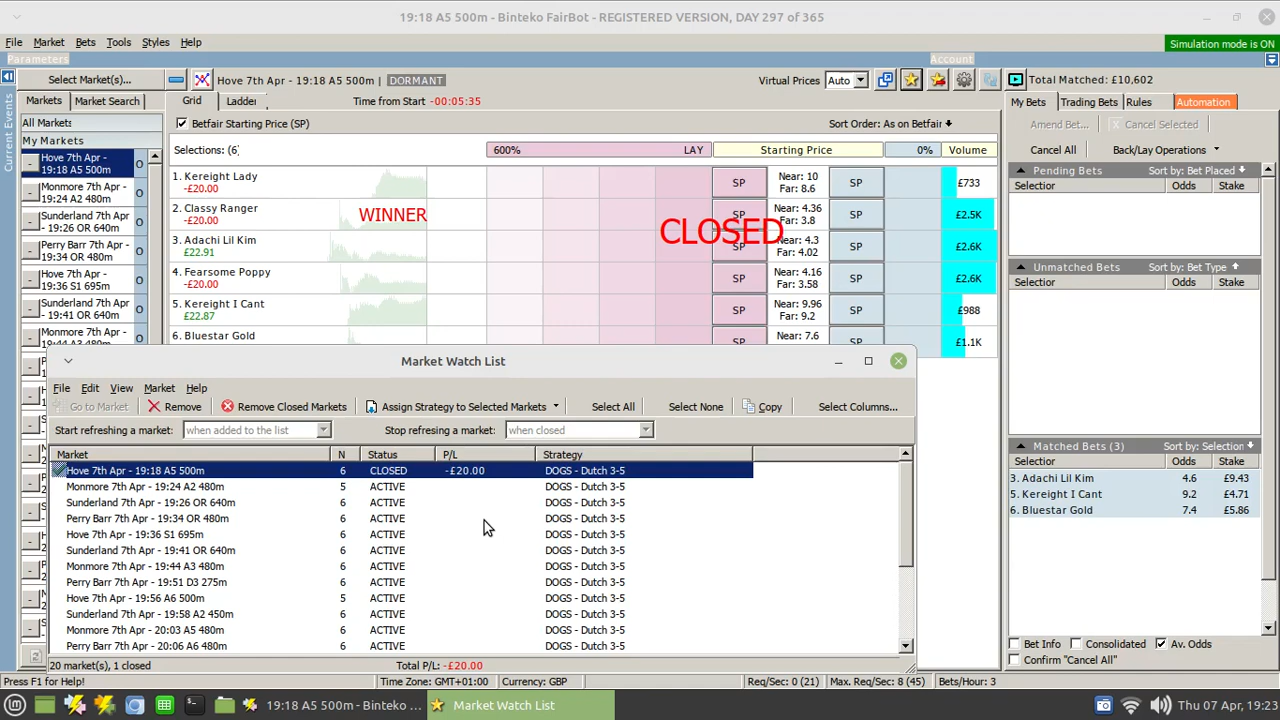 19:18 A5 500m - Binteko FairBot - REGISTERED VERSION, DAY 297 of 365
File Market Bets Tools Styles Help
Simulation mode is ON
Parameters
Account
Select Market(s)...
Hove 7th Apr - 19:18 A5 500m | DORMANT
Virtual Prices Auto
Total Matched: £10,602
Markets Market Search
Grid Ladder
Time from Start -00:05:35
My Bets Trading Bets Rules Automation
Current Events
All Markets
Betfair Starting Price (SP)
Sort Order: As on Betfair
Amend Bet... Cancel Selected
My Markets
Selections: (6)
600% LAY
Starting Price
0% Volume
Cancel All Back/Lay Operations
- Hove 7th Apr -
19:18 A5 500m O
- Monmore 7th Apr -
19:24 A2 480m O
- Sunderland 7th Apr
- 19:26 OR 640m O
- Perry Barr 7th Apr -
19:34 OR 480m O
- Hove 7th Apr -
19:36 S1 695m O
- Sunderland 7th Apr
- 19:41 OR 640m O
- Monmore 7th Apr -
1. Kereight Lady
-£20.00
SP Near: 10
Far: 8.6 SP £733
2. Classy Ranger
-£20.00
WINNER
SP Near: 4.36
Far: 3.8 SP £2.5K
CLOSED
3. Adachi Lil Kim
£22.91
SP Near: 4.3
Far: 4.02 SP £2.6K
4. Fearsome Poppy
-£20.00
SP Near: 4.16
Far: 3.58 SP £2.6K
5. Kereight I Cant
£22.87
SP Near: 9.96
Far: 9.2 SP £988
6. Bluestar Gold
SP Near: 7.6 SP £1.1K
Pending Bets Sort by: Bet Placed
Selection Odds Stake
Unmatched Bets Sort by: Bet Type
Selection Odds Stake
Matched Bets (3) Sort by: Selection
Selection Odds Stake
3. Adachi Lil Kim 4.6 £9.43
5. Kereight I Cant 9.2 £4.71
6. Bluestar Gold 7.4 £5.86
Bet Info Consolidated Av. Odds
Confirm "Cancel All"
Market Watch List
File Edit View Market Help
Go to Market Remove Remove Closed Markets Assign Strategy to Selected Markets Select All Select None Copy Select Columns...
Start refreshing a market: when added to the list Stop refresing a market: when closed
Market N Status P/L Strategy
Hove 7th Apr - 19:18 A5 500m 6 CLOSED -£20.00 DOGS - Dutch 3-5
Monmore 7th Apr - 19:24 A2 480m 5 ACTIVE DOGS - Dutch 3-5
Sunderland 7th Apr - 19:26 OR 640m 6 ACTIVE DOGS - Dutch 3-5
Perry Barr 7th Apr - 19:34 OR 480m 6 ACTIVE DOGS - Dutch 3-5
Hove 7th Apr - 19:36 S1 695m 6 ACTIVE DOGS - Dutch 3-5
Sunderland 7th Apr - 19:41 OR 640m 6 ACTIVE DOGS - Dutch 3-5
Monmore 7th Apr - 19:44 A3 480m 6 ACTIVE DOGS - Dutch 3-5
Perry Barr 7th Apr - 19:51 D3 275m 6 ACTIVE DOGS - Dutch 3-5
Hove 7th Apr - 19:56 A6 500m 5 ACTIVE DOGS - Dutch 3-5
Sunderland 7th Apr - 19:58 A2 450m 6 ACTIVE DOGS - Dutch 3-5
Monmore 7th Apr - 20:03 A5 480m 6 ACTIVE DOGS - Dutch 3-5
Perry Barr 7th Apr - 20:06 A6 480m 6 ACTIVE DOGS - Dutch 3-5
20 market(s), 1 closed Total P/L: -£20.00
Press F1 for Help! Time Zone: GMT+01:00 Currency: GBP Req/Sec: 0 (21) Max. Req/Sec: 8 (45) Bets/Hour: 3
19:18 A5 500m - Binteko ... Market Watch List Thu 07 Apr, 19:23